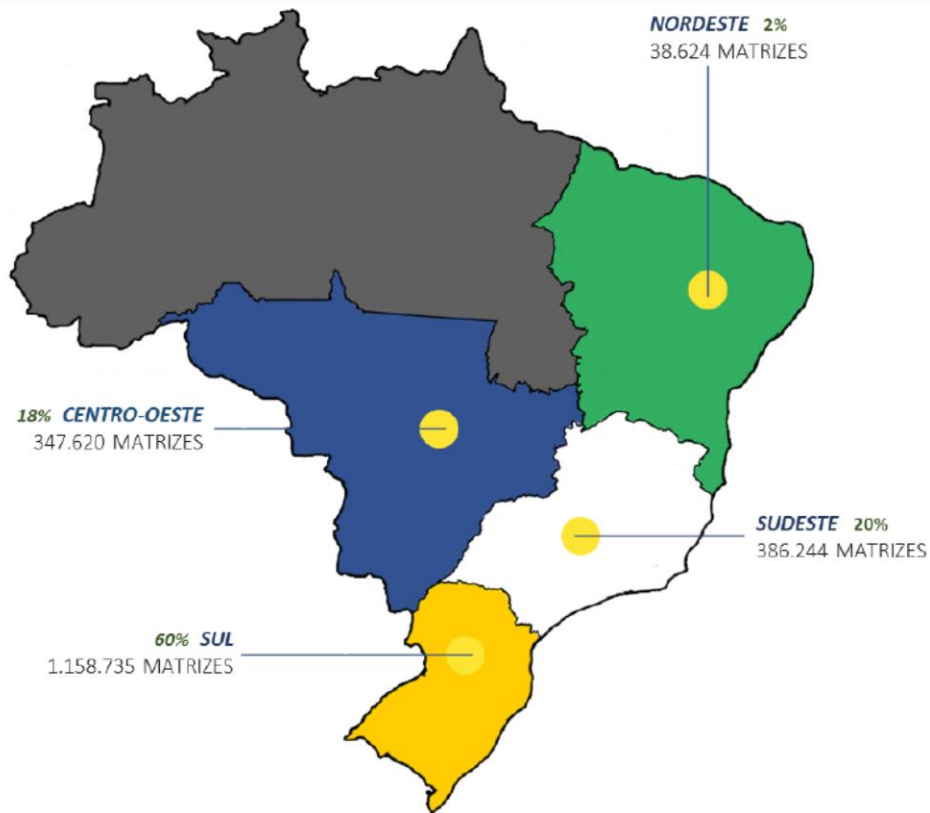 NORDESTE 2%
38.624 MATRIZES
18% CENTRO-OESTE
347.620 MATRIZES
SUDESTE 20%
386.244 MATRIZES
60% SUL
1.158.735 MATRIZES